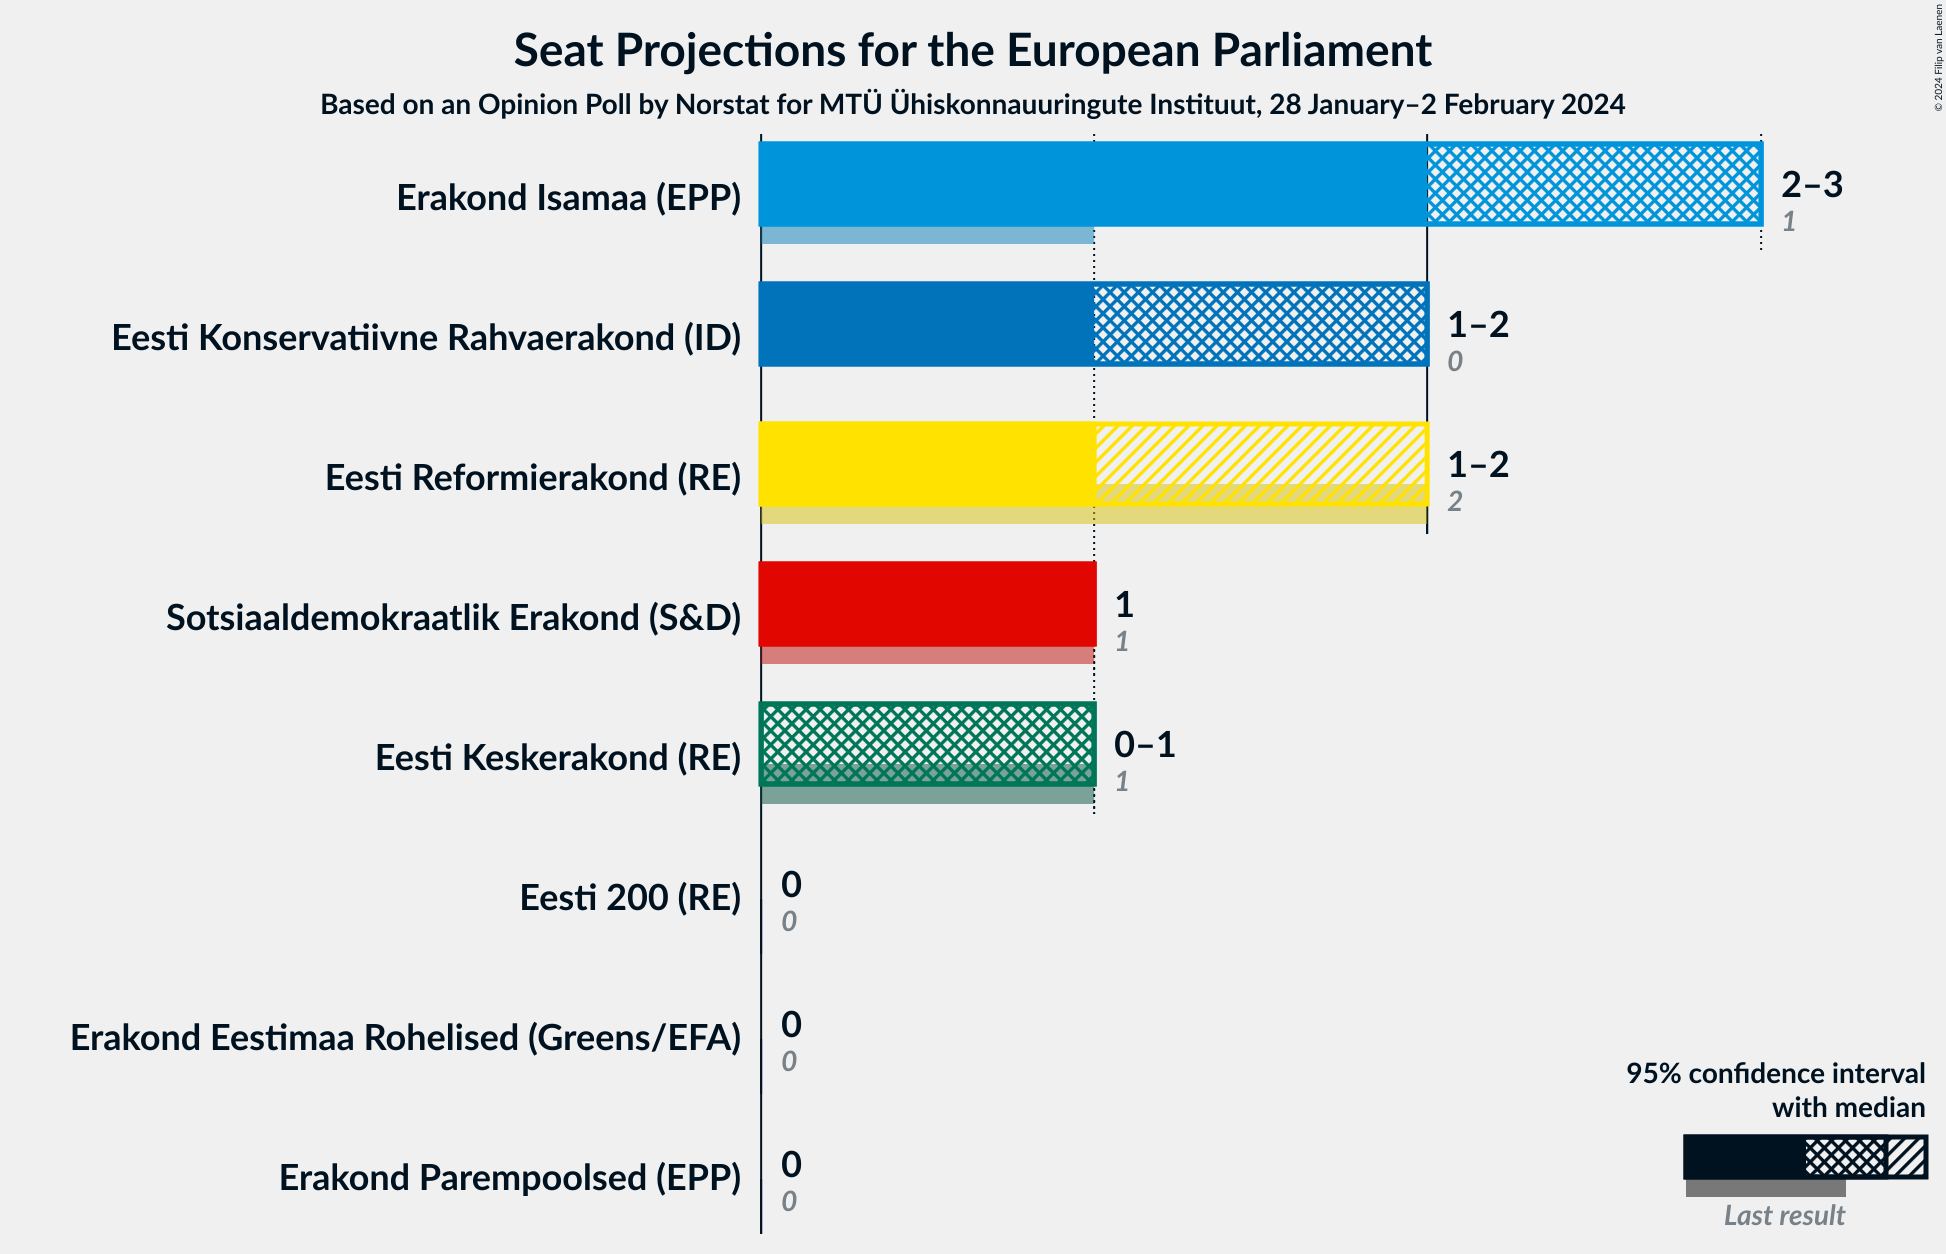 Seat Projections for the European Parliament
Based on an Opinion Poll by Norstat for MTÜ Ühiskonnauuringute Instituut, 28 January–2 February 2024
© 2024 Filip van Laenen
Erakond Isamaa (EPP)
2–3
1
Eesti Konservatiivne Rahvaerakond (ID)
1–2
0
Eesti Reformierakond (RE)
1–2
2
Sotsiaaldemokraatlik Erakond (S&D)
1
1
Eesti Keskerakond (RE)
0–1
1
Eesti 200 (RE)
0
0
Erakond Eestimaa Rohelised (Greens/EFA)
0
0
Erakond Parempoolsed (EPP)
0
0
95% confidence interval
with median
Last result